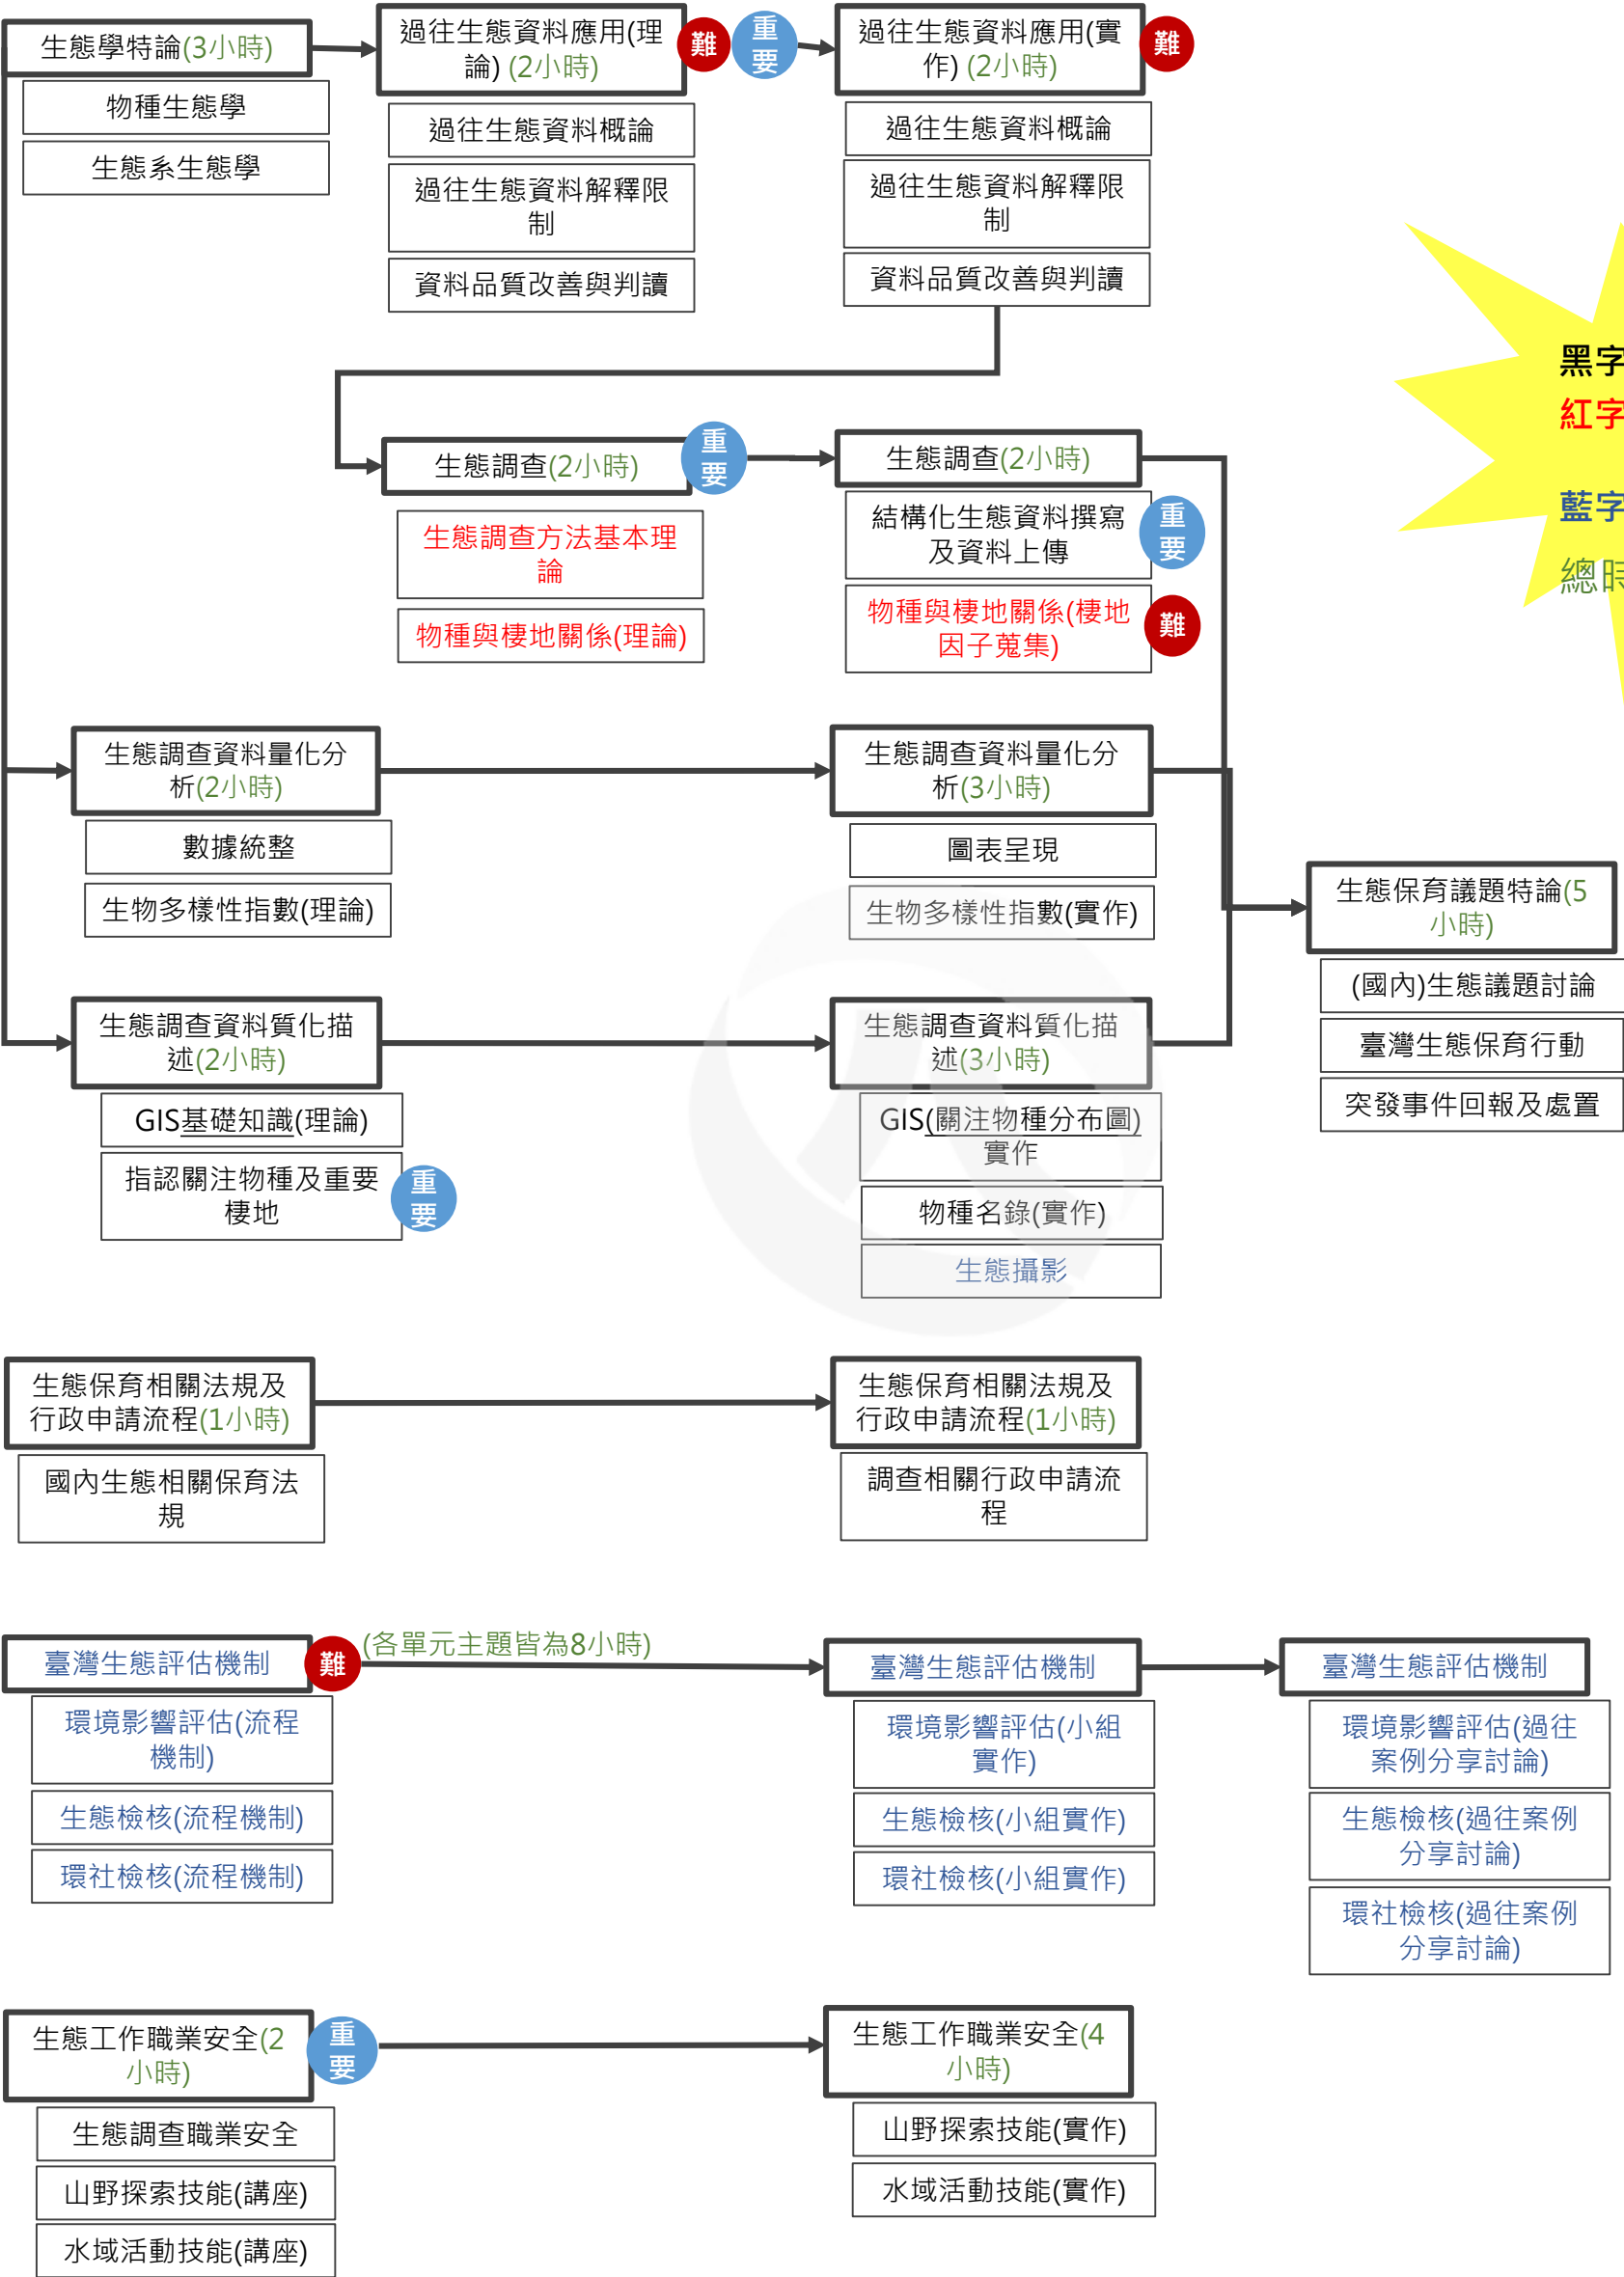 生態學特論(3小時)
物種生態學
生態系生態學
過往生態資料應用(理
論) (2小時)
難
重
要
過往生態資料概論
過往生態資料解釋限
制
資料品質改善與判讀
過往生態資料應用(實
作) (2小時)
難
過往生態資料概論
過往生態資料解釋限
制
資料品質改善與判讀
黑字
紅字
藍字
總時
生態調查(2小時)
重
要
生態調查方法基本理
論
物種與棲地關係(理論)
生態調查(2小時)
結構化生態資料撰寫
及資料上傳
重
要
物種與棲地關係(棲地
因子蒐集)
難
生態調查資料量化分
析(2小時)
數據統整
生物多樣性指數(理論)
生態調查資料量化分
析(3小時)
圖表呈現
生物多樣性指數(實作)
生態保育議題特論(5
小時)
(國內)生態議題討論
臺灣生態保育行動
突發事件回報及處置
生態調查資料質化描
述(2小時)
GIS基礎知識(理論)
指認關注物種及重要
棲地
重
要
生態調查資料質化描
述(3小時)
GIS(關注物種分布圖)
實作
物種名錄(實作)
生態攝影
生態保育相關法規及
行政申請流程(1小時)
國內生態相關保育法
規
生態保育相關法規及
行政申請流程(1小時)
調查相關行政申請流
程
臺灣生態評估機制
難
(各單元主題皆為8小時)
環境影響評估(流程
機制)
生態檢核(流程機制)
環社檢核(流程機制)
臺灣生態評估機制
環境影響評估(小組
實作)
生態檢核(小組實作)
環社檢核(小組實作)
臺灣生態評估機制
環境影響評估(過往
案例分享討論)
生態檢核(過往案例
分享討論)
環社檢核(過往案例
分享討論)
生態工作職業安全(2
小時)
重
要
生態調查職業安全
山野探索技能(講座)
水域活動技能(講座)
生態工作職業安全(4
小時)
山野探索技能(實作)
水域活動技能(實作)